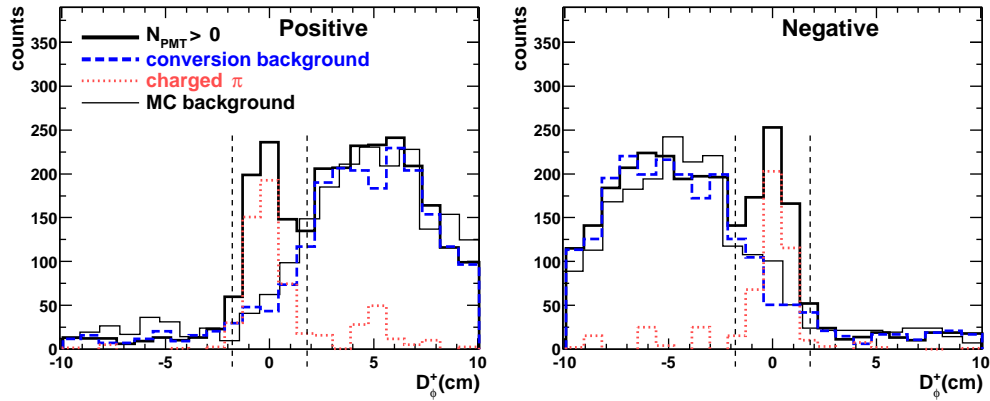 counts
350
300
250
200
150
100
50
0
Positive
N_PMT > 0
conversion background
charged π
MC background
-10 -5 0 5 10
D_ϕ^+(cm)
counts
350
300
250
200
150
100
50
0
Negative
-10 -5 0 5 10
D_ϕ^+(cm)